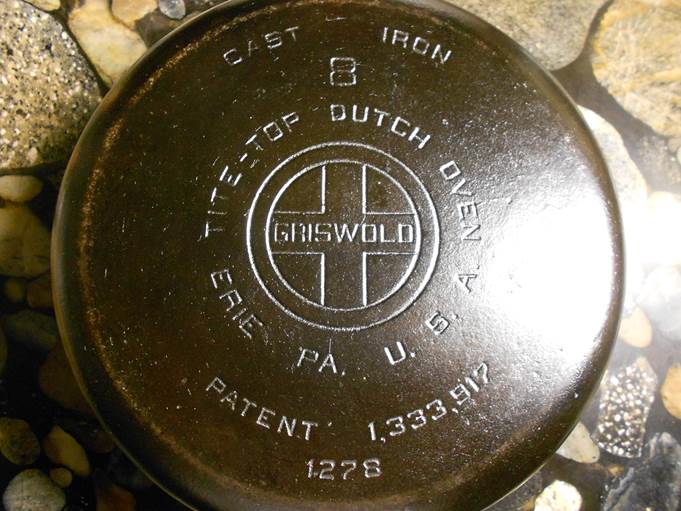 CAST IRON
8
TITE-TOP DUTCH OVEN
GRISWOLD
ERIE PA. U. S. A.
PATENT 1,333,917
1278